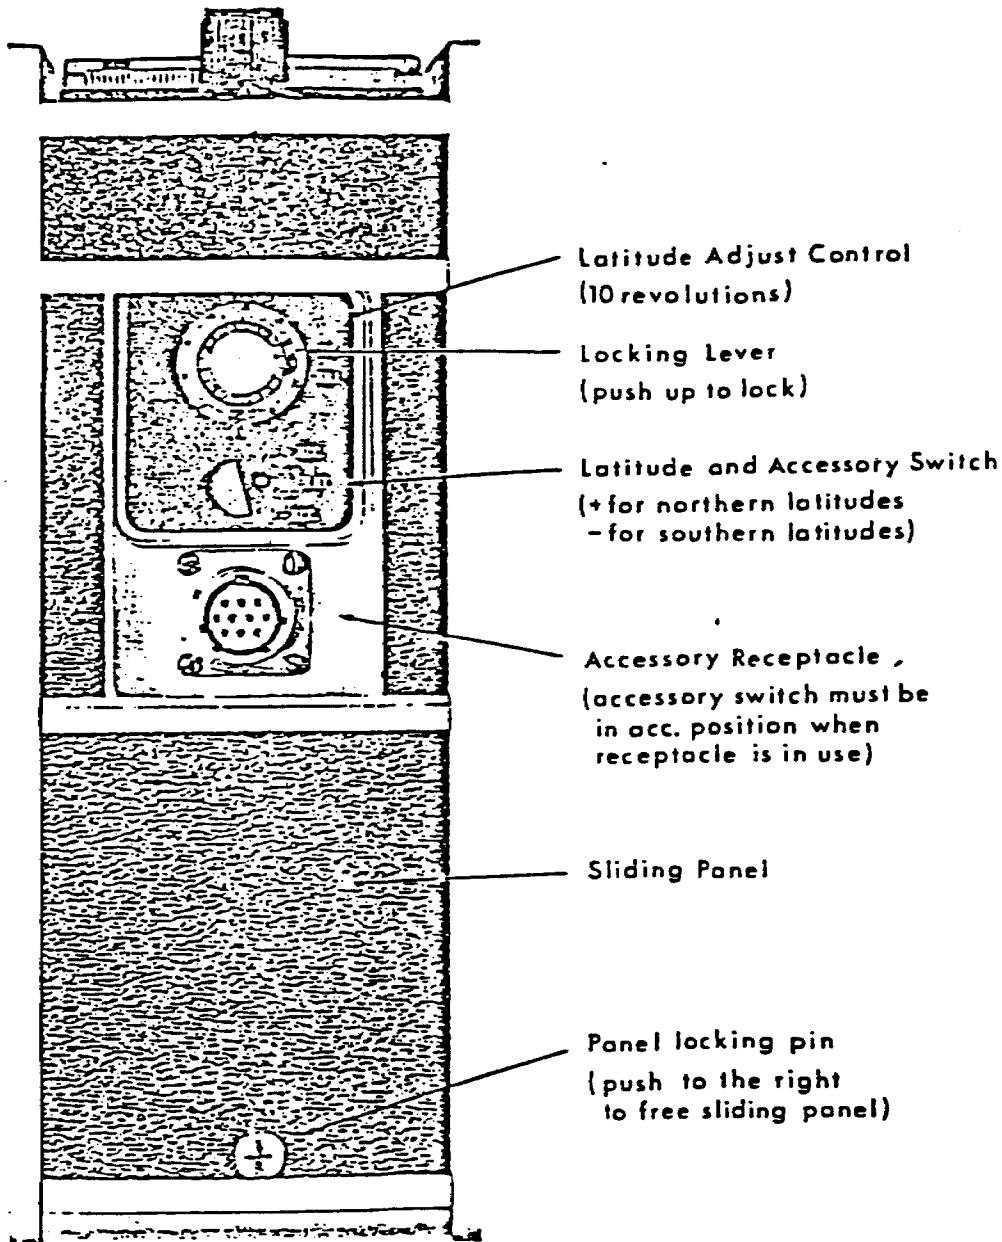 Latitude Adjust Control
(10 revolutions)
Locking Lever
(push up to lock)
Latitude and Accessory Switch
(+ for northern latitudes
- for southern latitudes)
Accessory Receptacle
(accessory switch must be
in acc. position when
receptacle is in use)
Sliding Panel
Panel locking pin
(push to the right
to free sliding panel)